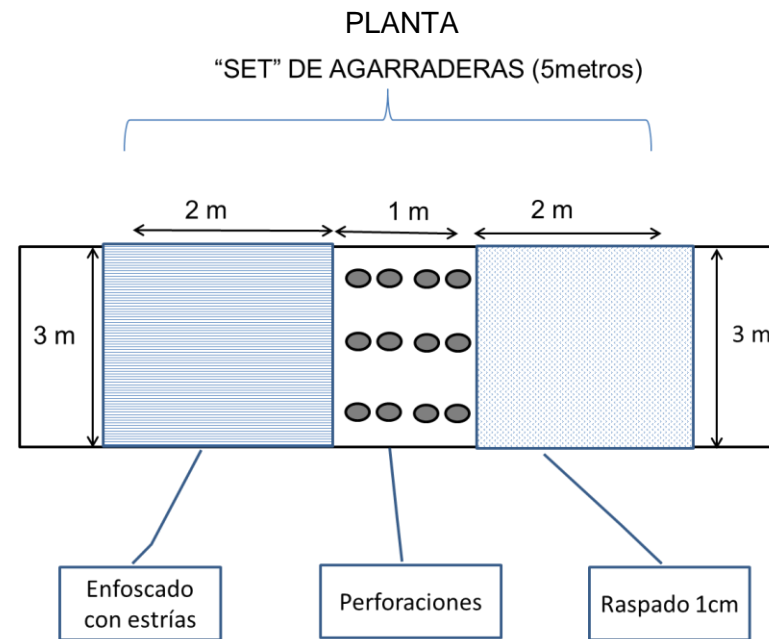 PLANTA
“SET” DE AGARRADERAS (5metros)
2 m
1 m
2 m
3 m
3 m
Enfoscado
con estrías
Perforaciones
Raspado 1cm